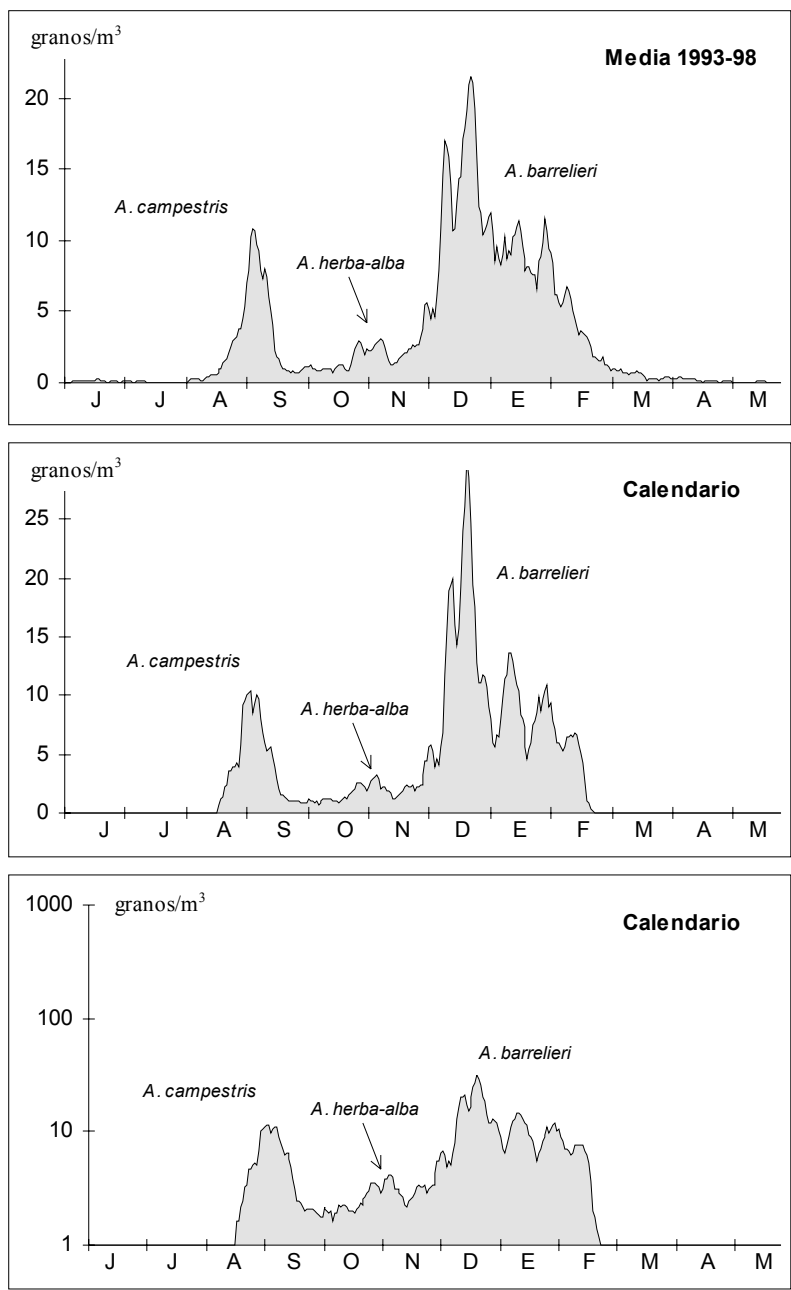 granos/m³
Media 1993-98
20
A. barrelieri
15
A. campestris
10
A. herba-alba
5
0
J J A S O N D E F M A M
granos/m³
Calendario
25
A. barrelieri
20
15
A. campestris
10
A. herba-alba
5
0
J J A S O N D E F M A M
1000
granos/m³
Calendario
100
A. barrelieri
A. campestris
A. herba-alba
10
1
J J A S O N D E F M A M